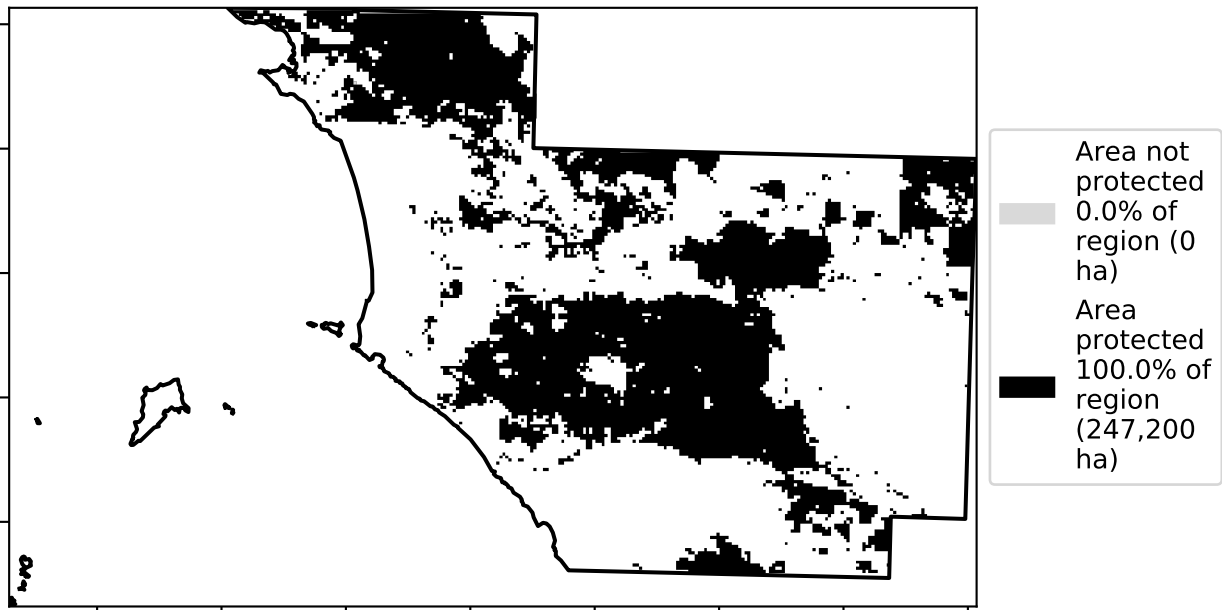 Area not
protected
0.0% of
region (0
ha)
Area
protected
100.0% of
region
(247,200
ha)